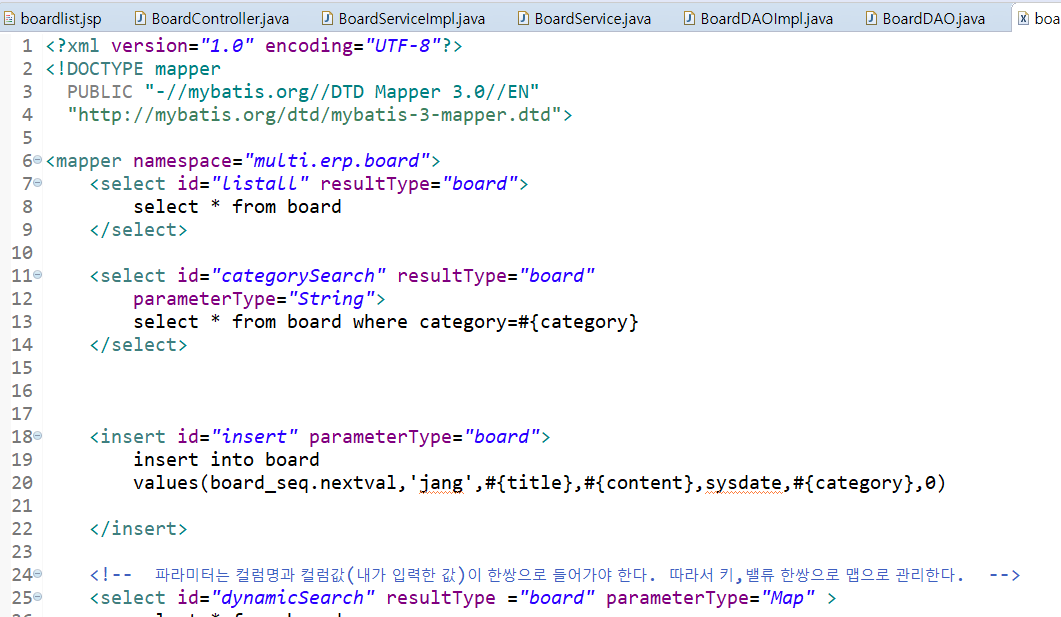 boardlist.jsp BoardController.java BoardServiceImpl.java BoardService.java BoardDAOImpl.java BoardDAO.java boa
1 <?xml version="1.0" encoding="UTF-8"?>
2 <!DOCTYPE mapper
3 PUBLIC "-//mybatis.org//DTD Mapper 3.0//EN"
4 "http://mybatis.org/dtd/mybatis-3-mapper.dtd">
5
6 <mapper namespace="multi.erp.board">
7 <select id="listall" resultType="board">
8 select * from board
9 </select>
10
11 <select id="categorySearch" resultType="board"
12 parameterType="String">
13 select * from board where category=#{category}
14 </select>
15
16
17
18 <insert id="insert" parameterType="board">
19 insert into board
20 values(board_seq.nextval,'jang',#{title},#{content},sysdate,#{category},0)
21
22 </insert>
23
24 <!-- 파라미터는 컬럼명과 컬럼값(내가 입력한 값)이 한쌍으로 들어가야 한다. 따라서 키,밸류 한쌍으로 맵으로 관리한다. -->
25 <select id="dynamicSearch" resultType ="board" parameterType="Map" >